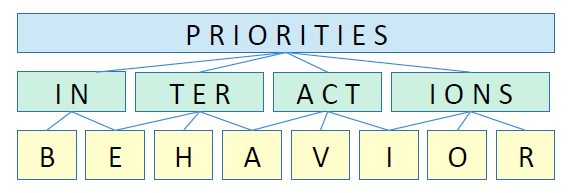 PRIORITIES
IN TER ACT IONS
B E H A V I O R